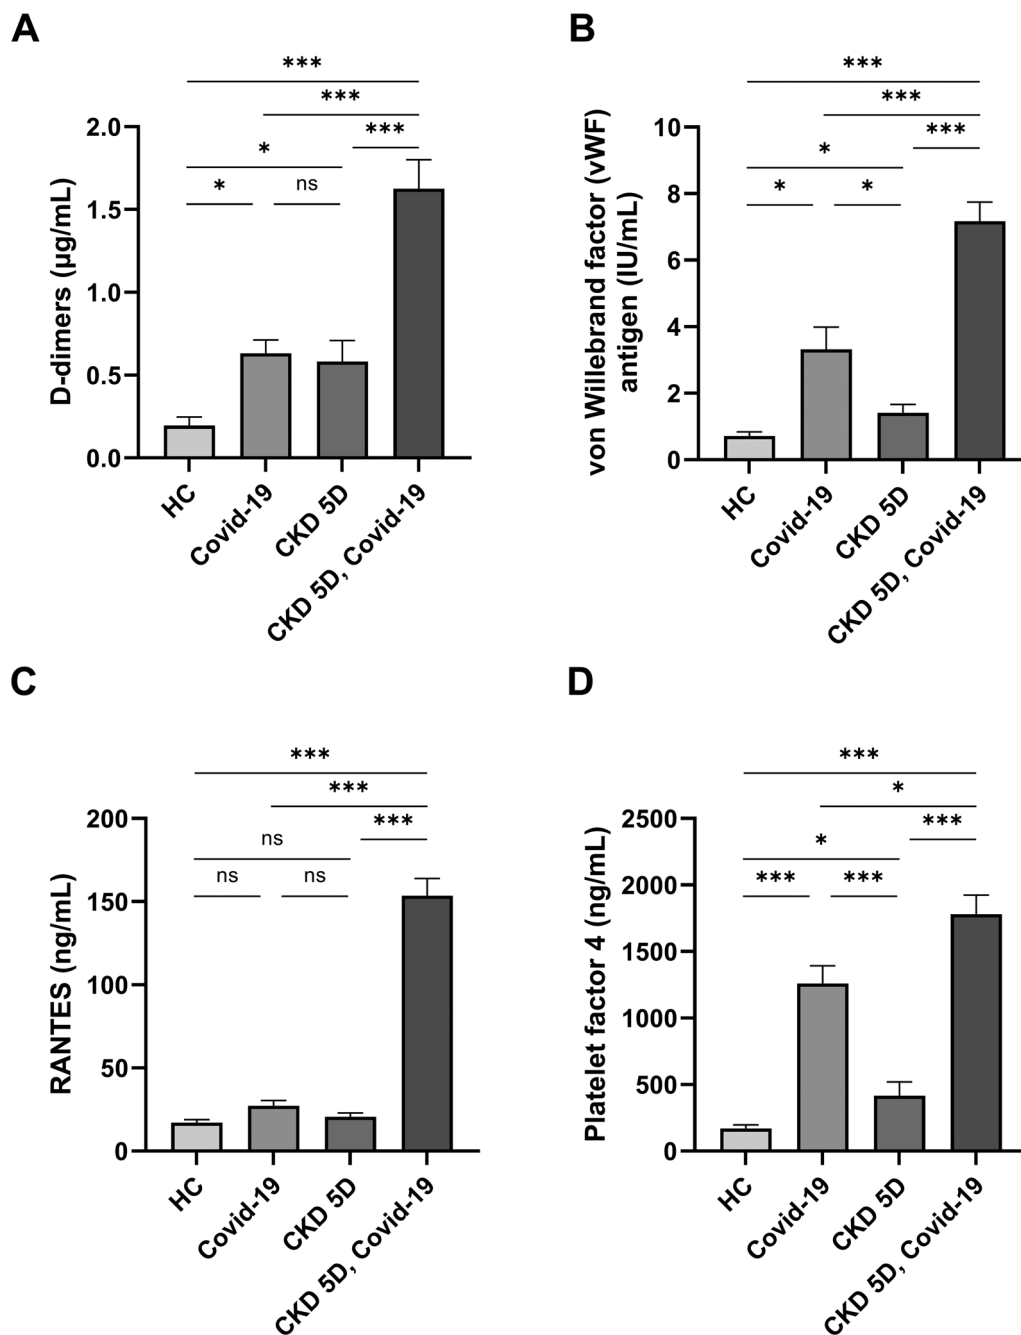 A
***
***
***
*
*
ns
D-dimers (µg/mL)
2.0
1.5
1.0
0.5
0.0
HC
Covid-19
CKD 5D
CKD 5D, Covid-19
B
***
***
***
*
*
*
von Willebrand factor (vWF)
antigen (IU/mL)
10
8
6
4
2
0
HC
Covid-19
CKD 5D
CKD 5D, Covid-19
C
***
***
***
ns
ns
ns
RANTES (ng/mL)
200
150
100
50
0
HC
Covid-19
CKD 5D
CKD 5D, Covid-19
D
***
*
***
*
***
***
Platelet factor 4 (ng/mL)
2500
2000
1500
1000
500
0
HC
Covid-19
CKD 5D
CKD 5D, Covid-19